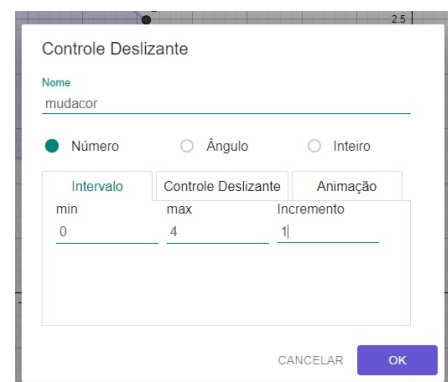 2.5
Controle Deslizante
Nome
mudacor
Número Ângulo Inteiro
Intervalo Controle Deslizante Animação
min max Incremento
0 4 1
CANCELAR OK